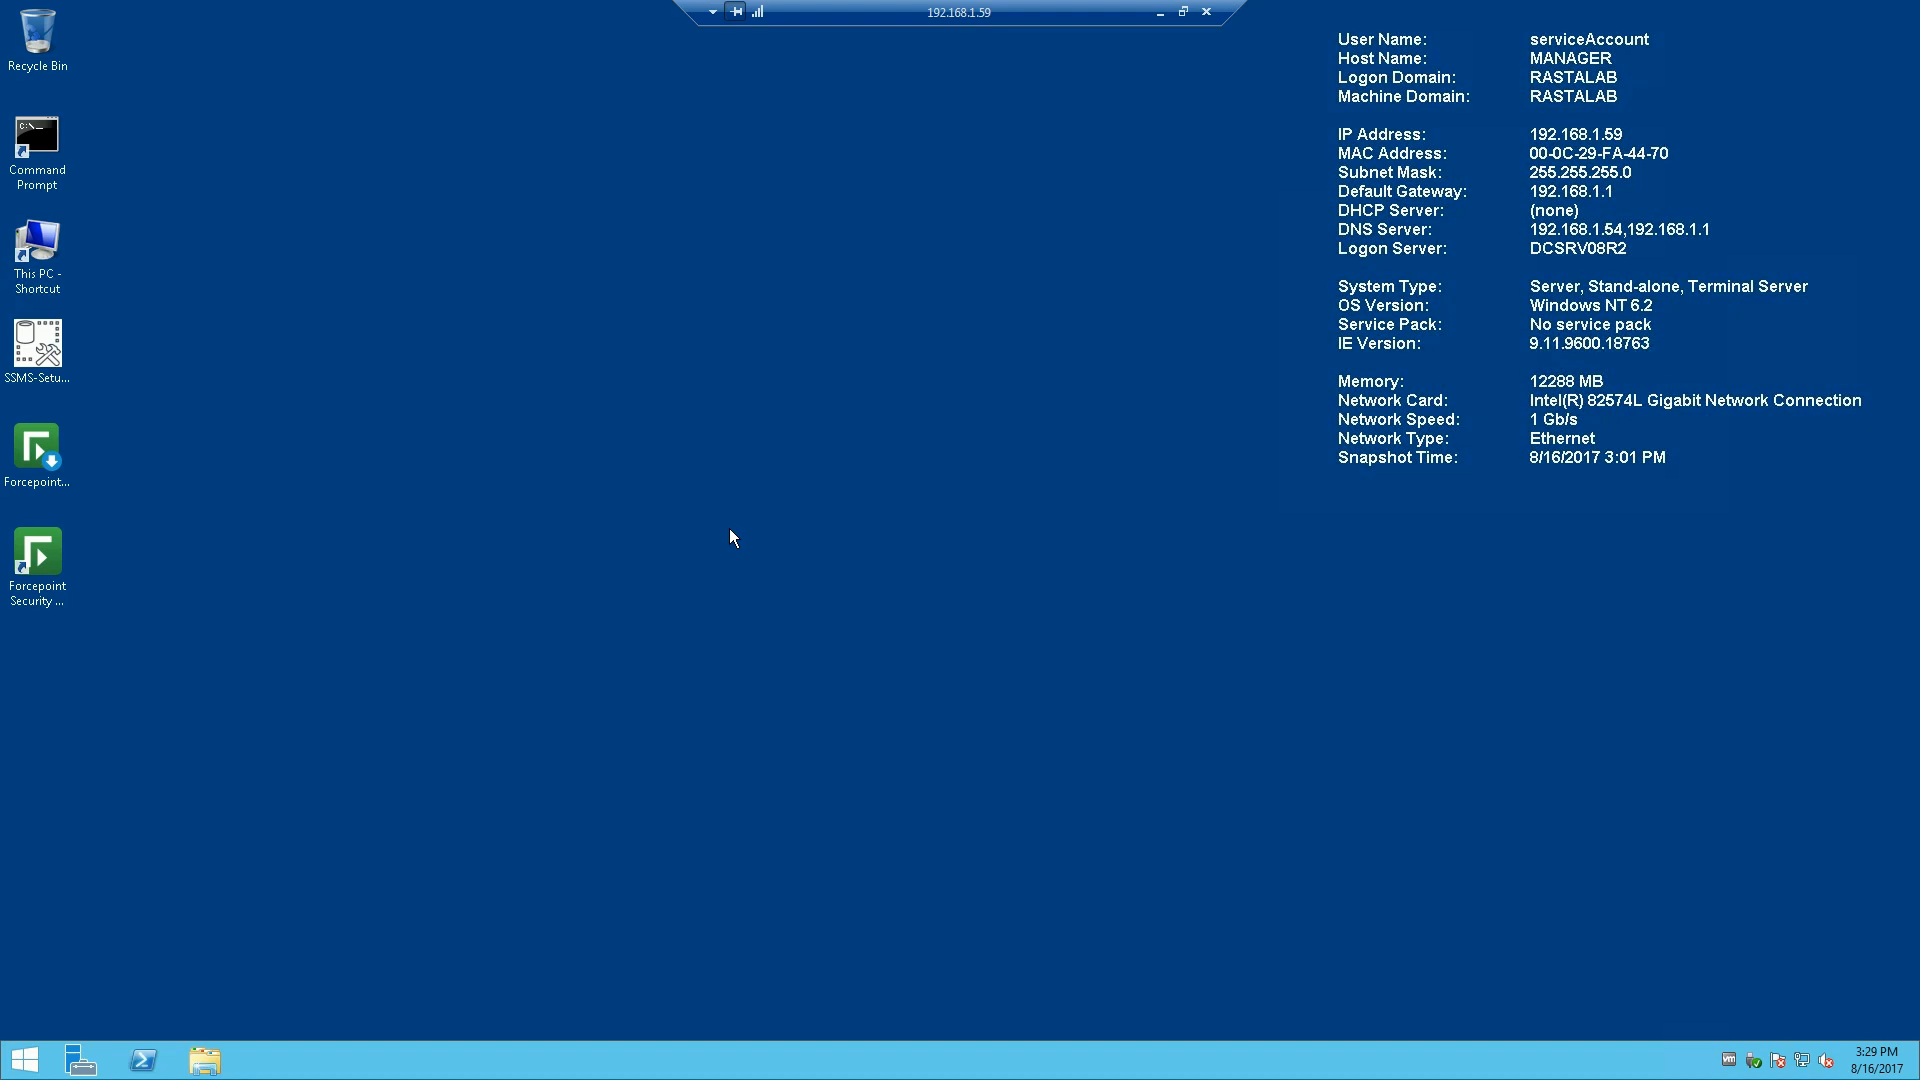 192.168.1.59
Recycle Bin
Command
Prompt
This PC -
Shortcut
SSMS-Setu...
Forcepoint...
Forcepoint
Security ...
User Name: serviceAccount
Host Name: MANAGER
Logon Domain: RASTALAB
Machine Domain: RASTALAB
IP Address: 192.168.1.59
MAC Address: 00-0C-29-FA-44-70
Subnet Mask: 255.255.255.0
Default Gateway: 192.168.1.1
DHCP Server: (none)
DNS Server: 192.168.1.54,192.168.1.1
Logon Server: DCSRV08R2
System Type: Server, Stand-alone, Terminal Server
OS Version: Windows NT 6.2
Service Pack: No service pack
IE Version: 9.11.9600.18763
Memory: 12288 MB
Network Card: Intel(R) 82574L Gigabit Network Connection
Network Speed: 1 Gb/s
Network Type: Ethernet
Snapshot Time: 8/16/2017 3:01 PM
3:29 PM
8/16/2017